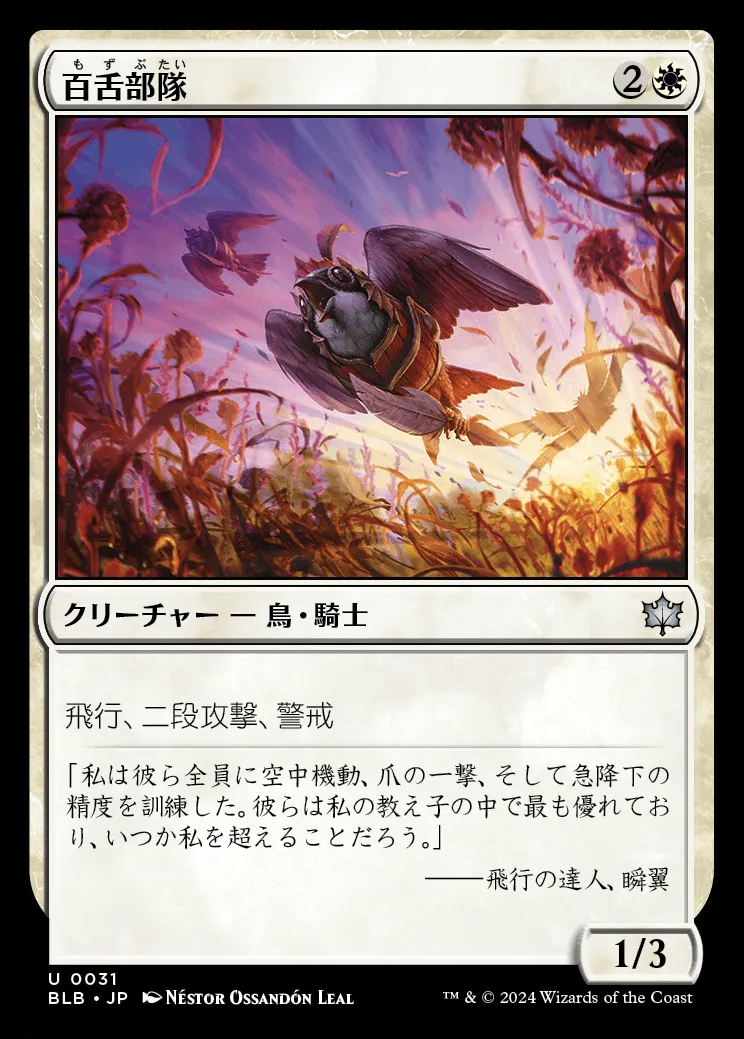 もずぶたい
百舌部隊 2
クリーチャー — 鳥・騎士
飛行、二段攻撃、警戒
「私は彼ら全員に空中機動、爪の一撃、そして急降下の
精度を訓練した。彼らは私の教え子の中で最も優れてお
り、いつか私を超えることだろう。」
——飛行の達人、瞬翼
1/3
U 0031
BLB • JP Néstor Ossandón Leal
™ & © 2024 Wizards of the Coast